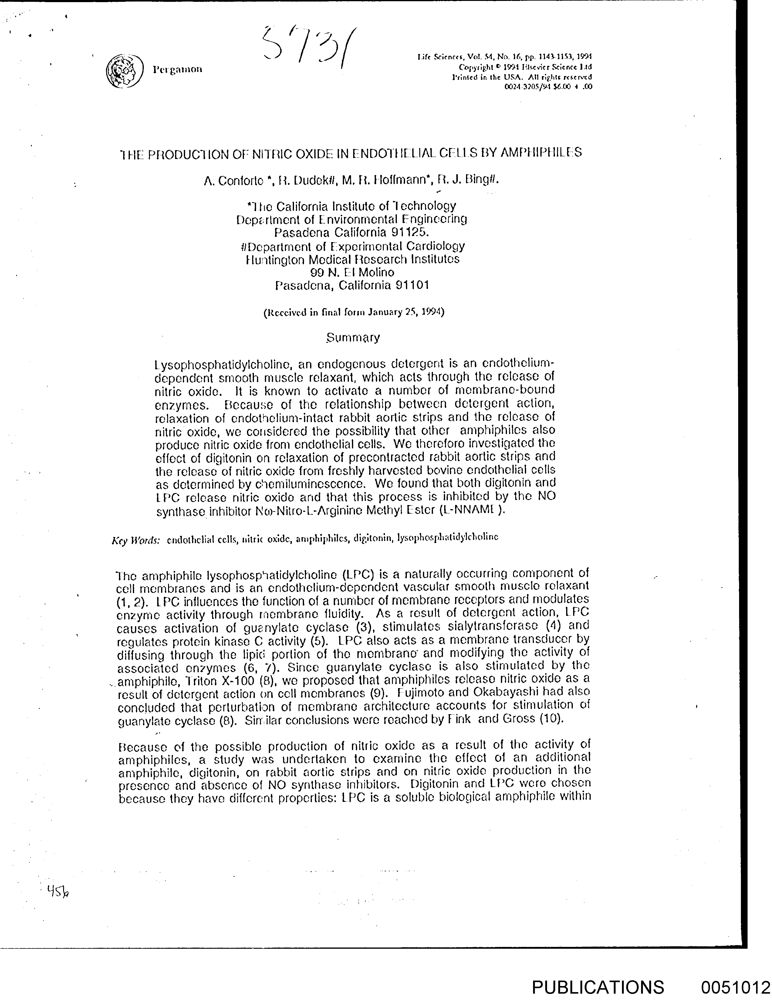 5731
Pergamon
Life Sciences, Vol. 54, No. 16, pp. 1143-1153, 1994
Copyright © 1994 Elsevier Science Ltd
Printed in the USA. All rights reserved
0024-3205/94 $6.00 + .00
THE PRODUCTION OF NITRIC OXIDE IN ENDOTHELIAL CELLS BY AMPHIPHILES
A. Conforto *, R. Dudek#, M. R. Hoffmann*, R. J. Bing#.
*The California Institute of Technology
Department of Environmental Engineering
Pasadena California 91125.
#Department of Experimental Cardiology
Huntington Medical Research Institutes
99 N. El Molino
Pasadena, California 91101
(Received in final form January 25, 1994)
Summary
Lysophosphatidylcholine, an endogenous detergent is an endothelium-
dependent smooth muscle relaxant, which acts through the release of
nitric oxide. It is known to activate a number of membrane-bound
enzymes. Because of the relationship between detergent action,
relaxation of endothelium-intact rabbit aortic strips and the release of
nitric oxide, we considered the possibility that other amphiphiles also
produce nitric oxide from endothelial cells. We therefore investigated the
effect of digitonin on relaxation of precontracted rabbit aortic strips and
the release of nitric oxide from freshly harvested bovine endothelial cells
as determined by chemiluminescence. We found that both digitonin and
LPC release nitric oxide and that this process is inhibited by the NO
synthase inhibitor Nω-Nitro-L-Arginine Methyl Ester (L-NNAME).
Key Words: endothelial cells, nitric oxide, amphiphiles, digitonin, lysophosphatidylcholine
The amphiphile lysophosphatidylcholine (LPC) is a naturally occurring component of
cell membranes and is an endothelium-dependent vascular smooth muscle relaxant
(1, 2). LPC influences the function of a number of membrane receptors and modulates
enzyme activity through membrane fluidity. As a result of detergent action, LPC
causes activation of guanylate cyclase (3), stimulates sialytransferase (4) and
regulates protein kinase C activity (5). LPC also acts as a membrane transducer by
diffusing through the lipid portion of the membrane and modifying the activity of
associated enzymes (6, 7). Since guanylate cyclase is also stimulated by the
amphiphile, Triton X-100 (8), we proposed that amphiphiles release nitric oxide as a
result of detergent action on cell membranes (9). Fujimoto and Okabayashi had also
concluded that perturbation of membrane architecture accounts for stimulation of
guanylate cyclase (8). Similar conclusions were reached by Fink and Gross (10).
Because of the possible production of nitric oxide as a result of the activity of
amphiphiles, a study was undertaken to examine the effect of an additional
amphiphile, digitonin, on rabbit aortic strips and on nitric oxide production in the
presence and absence of NO synthase inhibitors. Digitonin and LPC were chosen
because they have different properties: LPC is a soluble biological amphiphile within
PUBLICATIONS 0051012